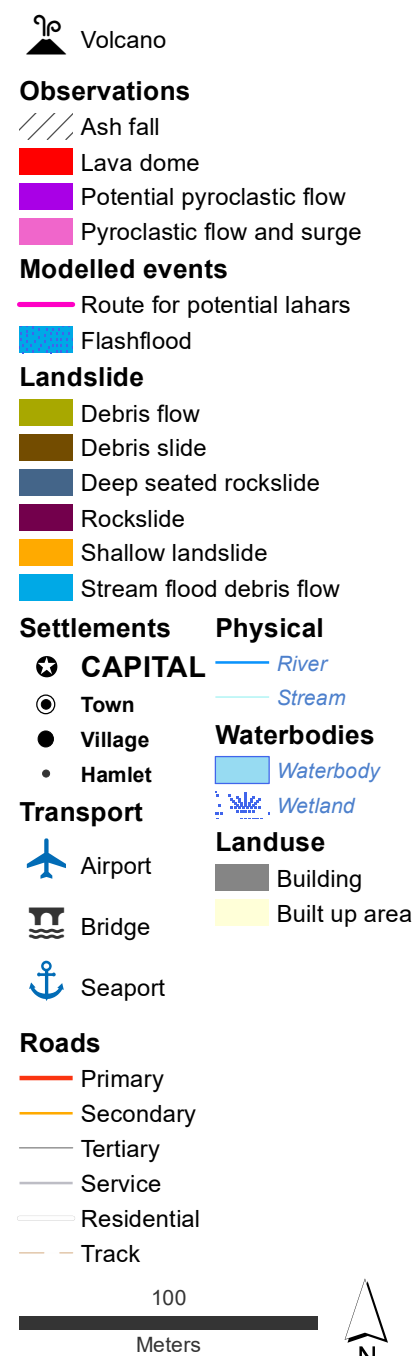 Volcano
Observations
Ash fall
Lava dome
Potential pyroclastic flow
Pyroclastic flow and surge
Modelled events
Route for potential lahars
Flashflood
Landslide
Debris flow
Debris slide
Deep seated rockslide
Rockslide
Shallow landslide
Stream flood debris flow
Settlements
CAPITAL
Town
Village
Hamlet
Transport
Airport
Bridge
Seaport
Physical
River
Stream
Waterbodies
Waterbody
Wetland
Landuse
Building
Built up area
Roads
Primary
Secondary
Tertiary
Service
Residential
Track
100
Meters
N